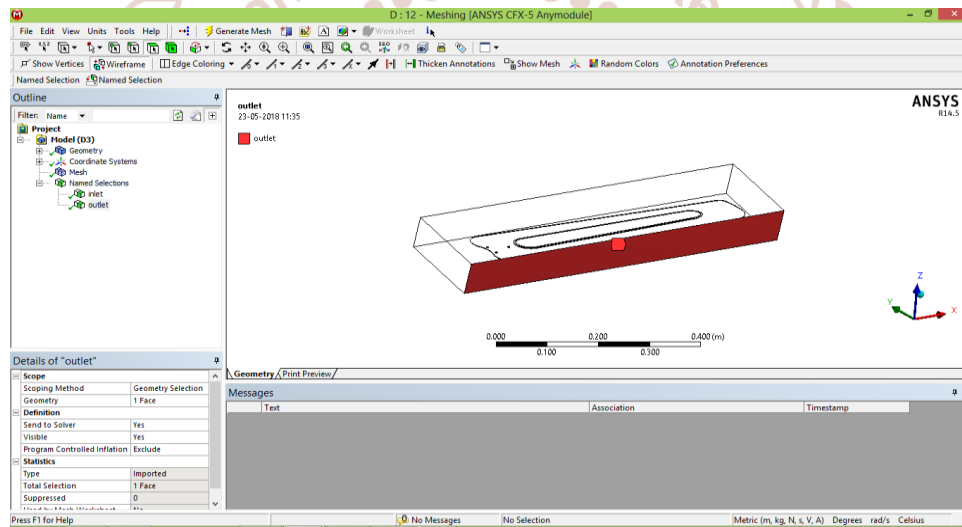 D : 12 - Meshing [ANSYS CFX-5 Anymodule]
File Edit View Units Tools Help Generate Mesh Worksheet
Show Vertices Wireframe Edge Coloring Thicken Annotations Show Mesh Random Colors Annotation Preferences
Named Selection Named Selection
Outline
Filter: Name
Project
Model (D3)
Geometry
Coordinate Systems
Mesh
Named Selections
inlet
outlet
outlet
23-05-2018 11:35
outlet
ANSYS
R14.5
Z
Y
X
0.000 0.200 0.400 (m)
0.100 0.300
Geometry Print Preview
Details of "outlet"
Scope
Scoping Method Geometry Selection
Geometry 1 Face
Definition
Send to Solver Yes
Visible Yes
Program Controlled Inflation Exclude
Statistics
Type Imported
Total Selection 1 Face
Suppressed 0
Messages
Text Association Timestamp
Press F1 for Help No Messages No Selection Metric (m, kg, N, s, V, A) Degrees rad/s Celsius